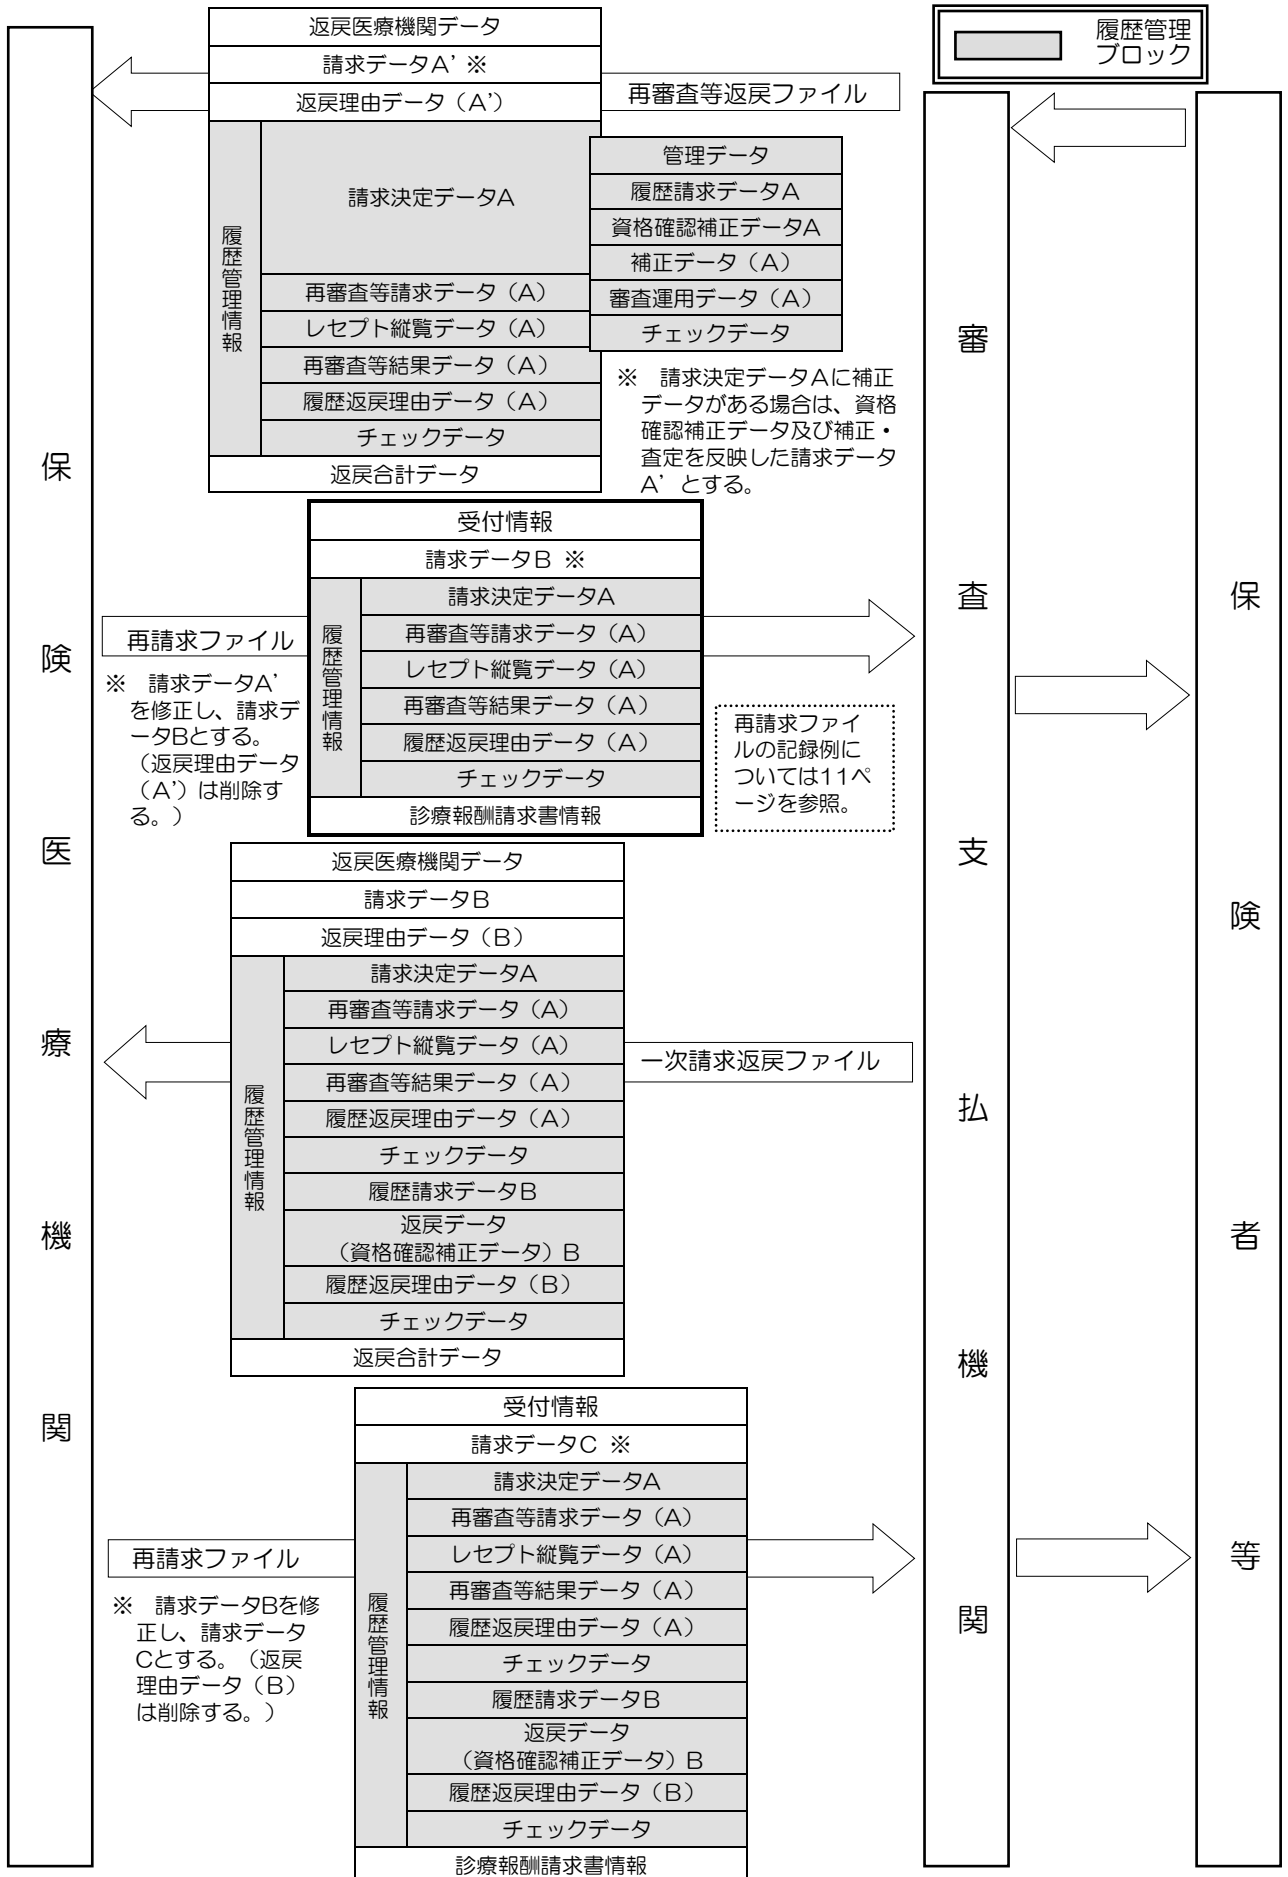 履歴管理
ブロック
保険医療機関
審査支払機関
保険者等
返戻医療機関データ
請求データA’ ※
返戻理由データ（A’）
再審査等返戻ファイル
履歴管理情報
請求決定データA
管理データ
履歴請求データA
資格確認補正データA
補正データ（A）
審査運用データ（A）
チェックデータ
再審査等請求データ（A）
レセプト縦覧データ（A）
再審査等結果データ（A）
履歴返戻理由データ（A）
チェックデータ
返戻合計データ
※　請求決定データAに補正
データがある場合は、資格
確認補正データ及び補正・
査定を反映した請求データ
A’ とする。
受付情報
請求データB ※
履歴管理情報
請求決定データA
再審査等請求データ（A）
レセプト縦覧データ（A）
再審査等結果データ（A）
履歴返戻理由データ（A）
チェックデータ
診療報酬請求書情報
再請求ファイル
※　請求データA’
を修正し、請求デ
ータBとする。
（返戻理由データ
（A’）は削除す
る。）
再請求ファイ
ルの記録例に
ついては11ペ
ージを参照。
返戻医療機関データ
請求データB
返戻理由データ（B）
履歴管理情報
請求決定データA
再審査等請求データ（A）
レセプト縦覧データ（A）
再審査等結果データ（A）
履歴返戻理由データ（A）
チェックデータ
履歴請求データB
返戻データ
（資格確認補正データ）B
履歴返戻理由データ（B）
チェックデータ
返戻合計データ
一次請求返戻ファイル
受付情報
請求データC ※
履歴管理情報
請求決定データA
再審査等請求データ（A）
レセプト縦覧データ（A）
再審査等結果データ（A）
履歴返戻理由データ（A）
チェックデータ
履歴請求データB
返戻データ
（資格確認補正データ）B
履歴返戻理由データ（B）
チェックデータ
診療報酬請求書情報
再請求ファイル
※　請求データBを修
正し、請求データ
Cとする。（返戻
理由データ（B）
は削除する。）